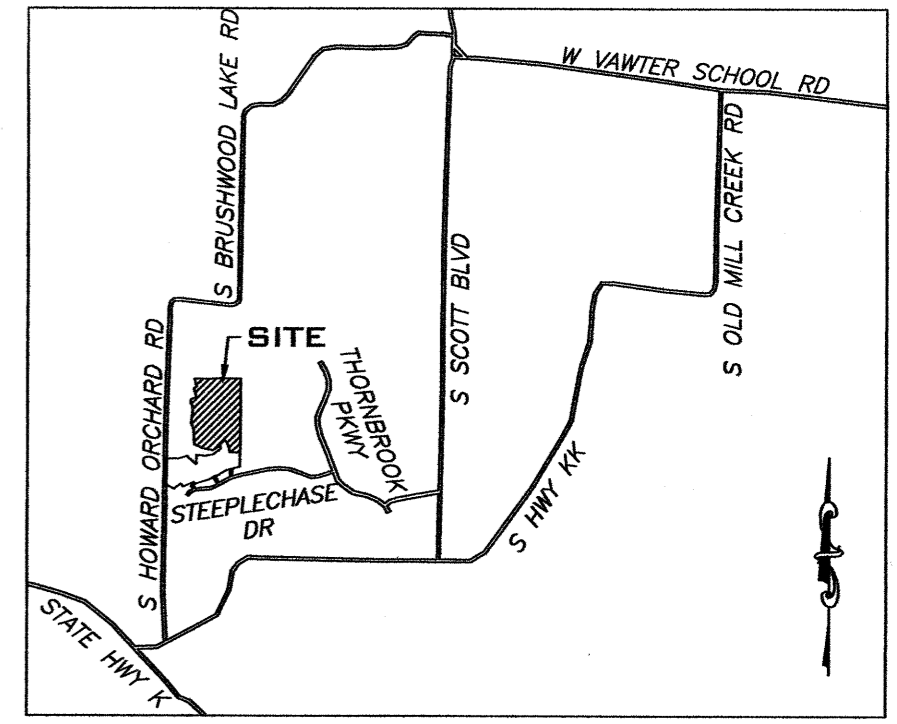 S BRUSHWOOD LAKE RD
W VAWTER SCHOOL RD
S OLD MILL CREEK RD
S SCOTT BLVD
SITE
S HOWARD ORCHARD RD
THORNBROOK
PKWY
STEEPLECHASE
DR
S HWY KK
STATE HWY K